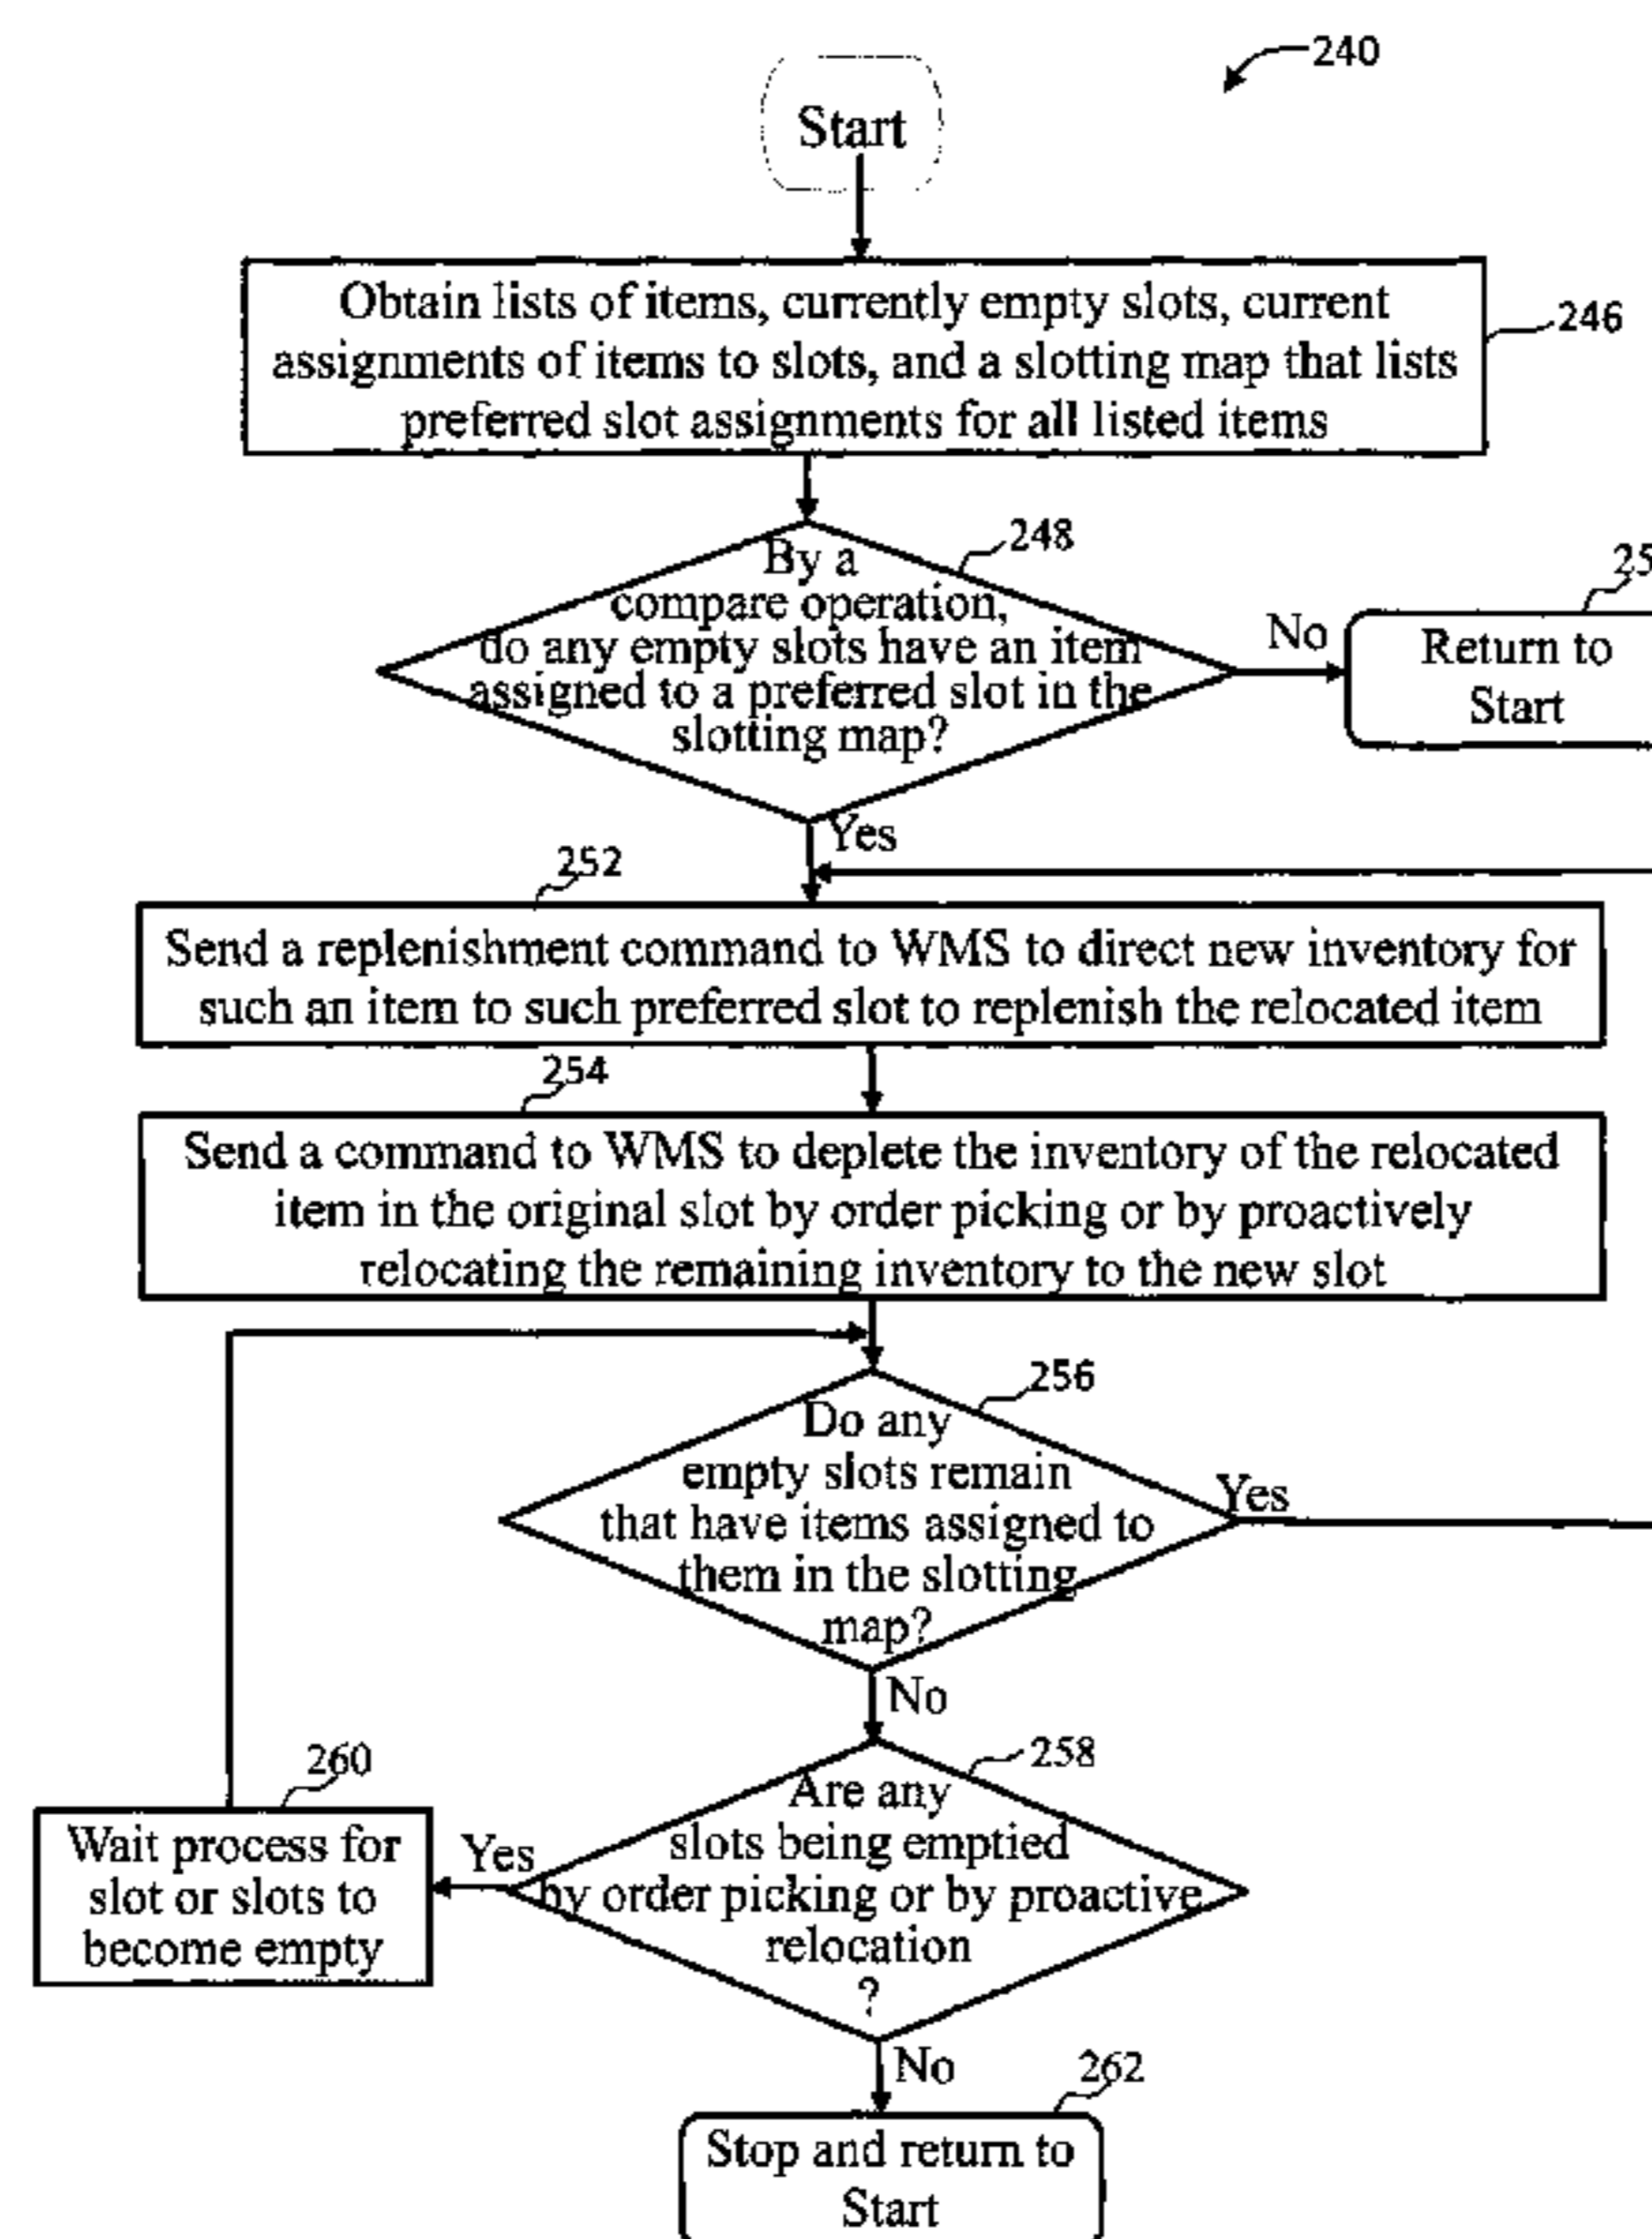 240
Start
Obtain lists of items, currently empty slots, current
assignments of items to slots, and a slotting map that lists
preferred slot assignments for all listed items
246
By a
compare operation,
do any empty slots have an item
assigned to a preferred slot in the
slotting map?
248
No
25
Return to
Start
Yes
252
Send a replenishment command to WMS to direct new inventory for
such an item to such preferred slot to replenish the relocated item
254
Send a command to WMS to deplete the inventory of the relocated
item in the original slot by order picking or by proactively
relocating the remaining inventory to the new slot
256
Do any
empty slots remain
that have items assigned to
them in the slotting
map?
Yes
No
258
Are any
slots being emptied
by order picking or by proactive
relocation
?
Yes
260
Wait process for
slot or slots to
become empty
No
262
Stop and return to
Start